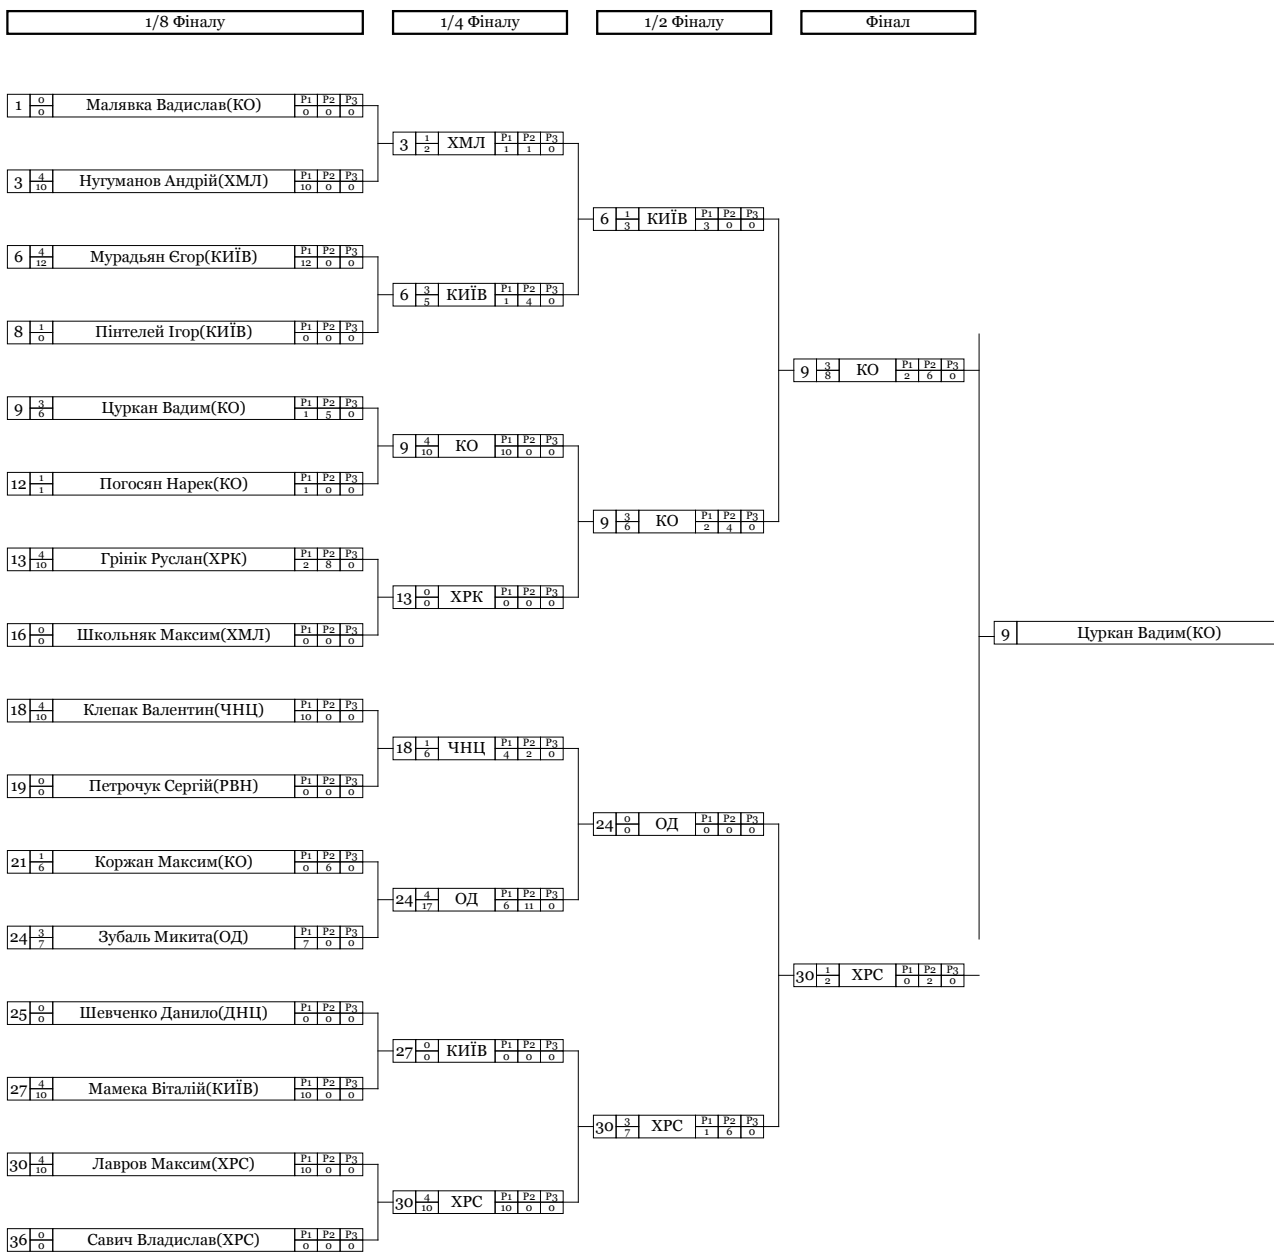 1/8 Фіналу 1/4 Фіналу 1/2 Фіналу Фінал
1 0 0 Малявка Вадислав(КО) P1 P2 P3 0 0 0
3 1 2 ХМЛ P1 P2 P3 1 1 0
3 4 10 Нугуманов Андрій(ХМЛ) P1 P2 P3 10 0 0
6 1 3 КИЇВ P1 P2 P3 3 0 0
6 4 12 Мурадьян Єгор(КИЇВ) P1 P2 P3 12 0 0
6 3 5 КИЇВ P1 P2 P3 1 4 0
8 1 0 Пінтелей Ігор(КИЇВ) P1 P2 P3 0 0 0
9 3 8 КО P1 P2 P3 2 6 0
9 3 6 Цуркан Вадим(КО) P1 P2 P3 1 5 0
9 4 10 КО P1 P2 P3 10 0 0
12 1 1 Погосян Нарек(КО) P1 P2 P3 1 0 0
9 3 6 КО P1 P2 P3 2 4 0
13 4 10 Грінік Руслан(ХРК) P1 P2 P3 2 8 0
13 0 0 ХРК P1 P2 P3 0 0 0
16 0 0 Школьняк Максим(ХМЛ) P1 P2 P3 0 0 0
9 Цуркан Вадим(КО)
18 4 10 Клепак Валентин(ЧНЦ) P1 P2 P3 10 0 0
18 1 6 ЧНЦ P1 P2 P3 4 2 0
19 0 0 Петрочук Сергій(РВН) P1 P2 P3 0 0 0
24 0 0 ОД P1 P2 P3 0 0 0
21 1 6 Коржан Максим(КО) P1 P2 P3 0 6 0
24 4 17 ОД P1 P2 P3 6 11 0
24 3 7 Зубаль Микита(ОД) P1 P2 P3 7 0 0
30 1 2 ХРС P1 P2 P3 0 2 0
25 0 0 Шевченко Данило(ДНЦ) P1 P2 P3 0 0 0
27 0 0 КИЇВ P1 P2 P3 0 0 0
27 4 10 Мамека Віталій(КИЇВ) P1 P2 P3 10 0 0
30 3 7 ХРС P1 P2 P3 1 6 0
30 4 10 Лавров Максим(ХРС) P1 P2 P3 10 0 0
30 4 10 ХРС P1 P2 P3 10 0 0
36 0 0 Савич Владислав(ХРС) P1 P2 P3 0 0 0